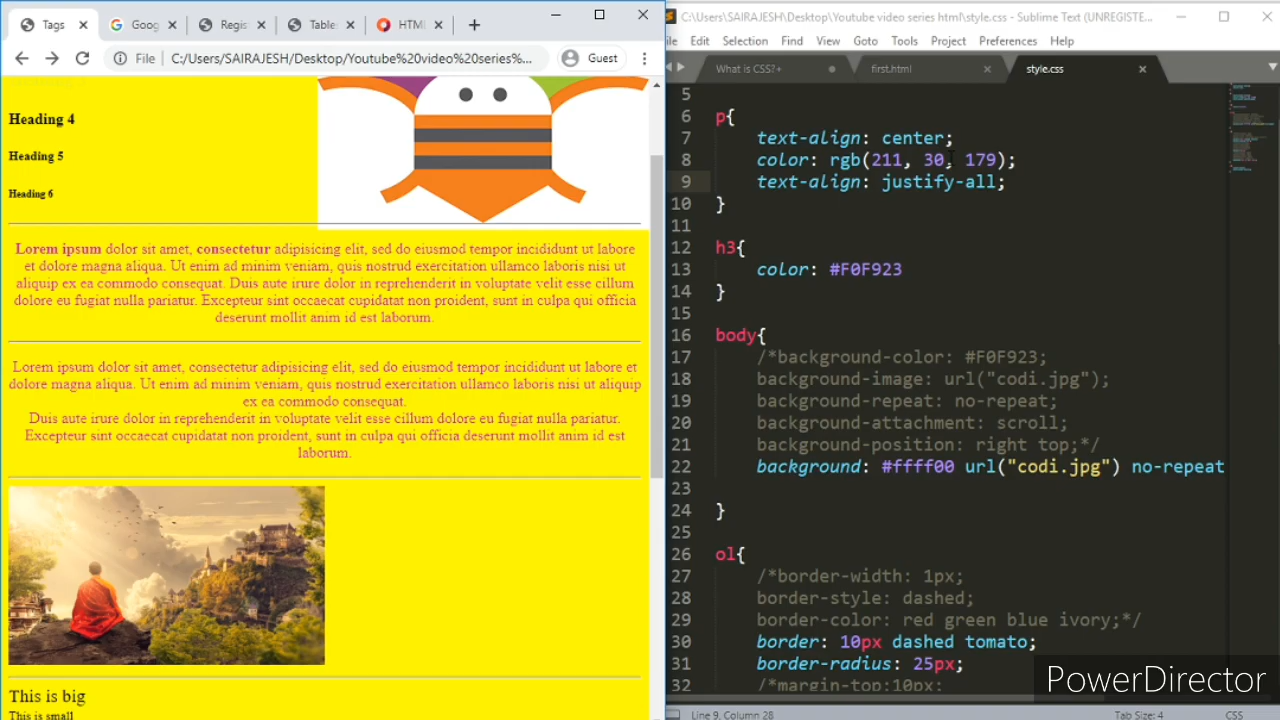 Tags
Goog
Regis
Table
HTML
File
C:/Users/SAIRAJESH/Desktop/Youtube%20video%20series%...
Guest
Heading 4
Heading 5
Heading 6
Lorem ipsum dolor sit amet, consectetur adipisicing elit, sed do eiusmod tempor incididunt ut labore
et dolore magna aliqua. Ut enim ad minim veniam, quis nostrud exercitation ullamco laboris nisi ut
aliquip ex ea commodo consequat. Duis aute irure dolor in reprehenderit in voluptate velit esse cillum
dolore eu fugiat nulla pariatur. Excepteur sint occaecat cupidatat non proident, sunt in culpa qui officia
deserunt mollit anim id est laborum.
Lorem ipsum dolor sit amet, consectetur adipisicing elit, sed do eiusmod tempor incididunt ut labore et
dolore magna aliqua. Ut enim ad minim veniam, quis nostrud exercitation ullamco laboris nisi ut aliquip
ex ea commodo consequat.
Duis aute irure dolor in reprehenderit in voluptate velit esse cillum dolore eu fugiat nulla pariatur.
Excepteur sint occaecat cupidatat non proident, sunt in culpa qui officia deserunt mollit anim id est
laborum.
This is big
This is small
C:\Users\SAIRAJESH\Desktop\Youtube video series html\style.css - Sublime Text (UNREGISTE...
ile Edit Selection Find View Goto Tools Project Preferences Help
What is CSS?+
first.html
style.css
5
6 p{
7 text-align: center;
8 color: rgb(211, 30, 179);
9 text-align: justify-all;
10 }
11
12 h3{
13 color: #F0F923
14 }
15
16 body{
17 /*background-color: #F0F923;
18 background-image: url("codi.jpg");
19 background-repeat: no-repeat;
20 background-attachment: scroll;
21 background-position: right top;*/
22 background: #ffff00 url("codi.jpg") no-repeat
23
24 }
25
26 ol{
27 /*border-width: 1px;
28 border-style: dashed;
29 border-color: red green blue ivory;*/
30 border: 10px dashed tomato;
31 border-radius: 25px;
32 /*margin-top:10px;
PowerDirector
Line 9, Column 28
Tab Size: 4
CSS